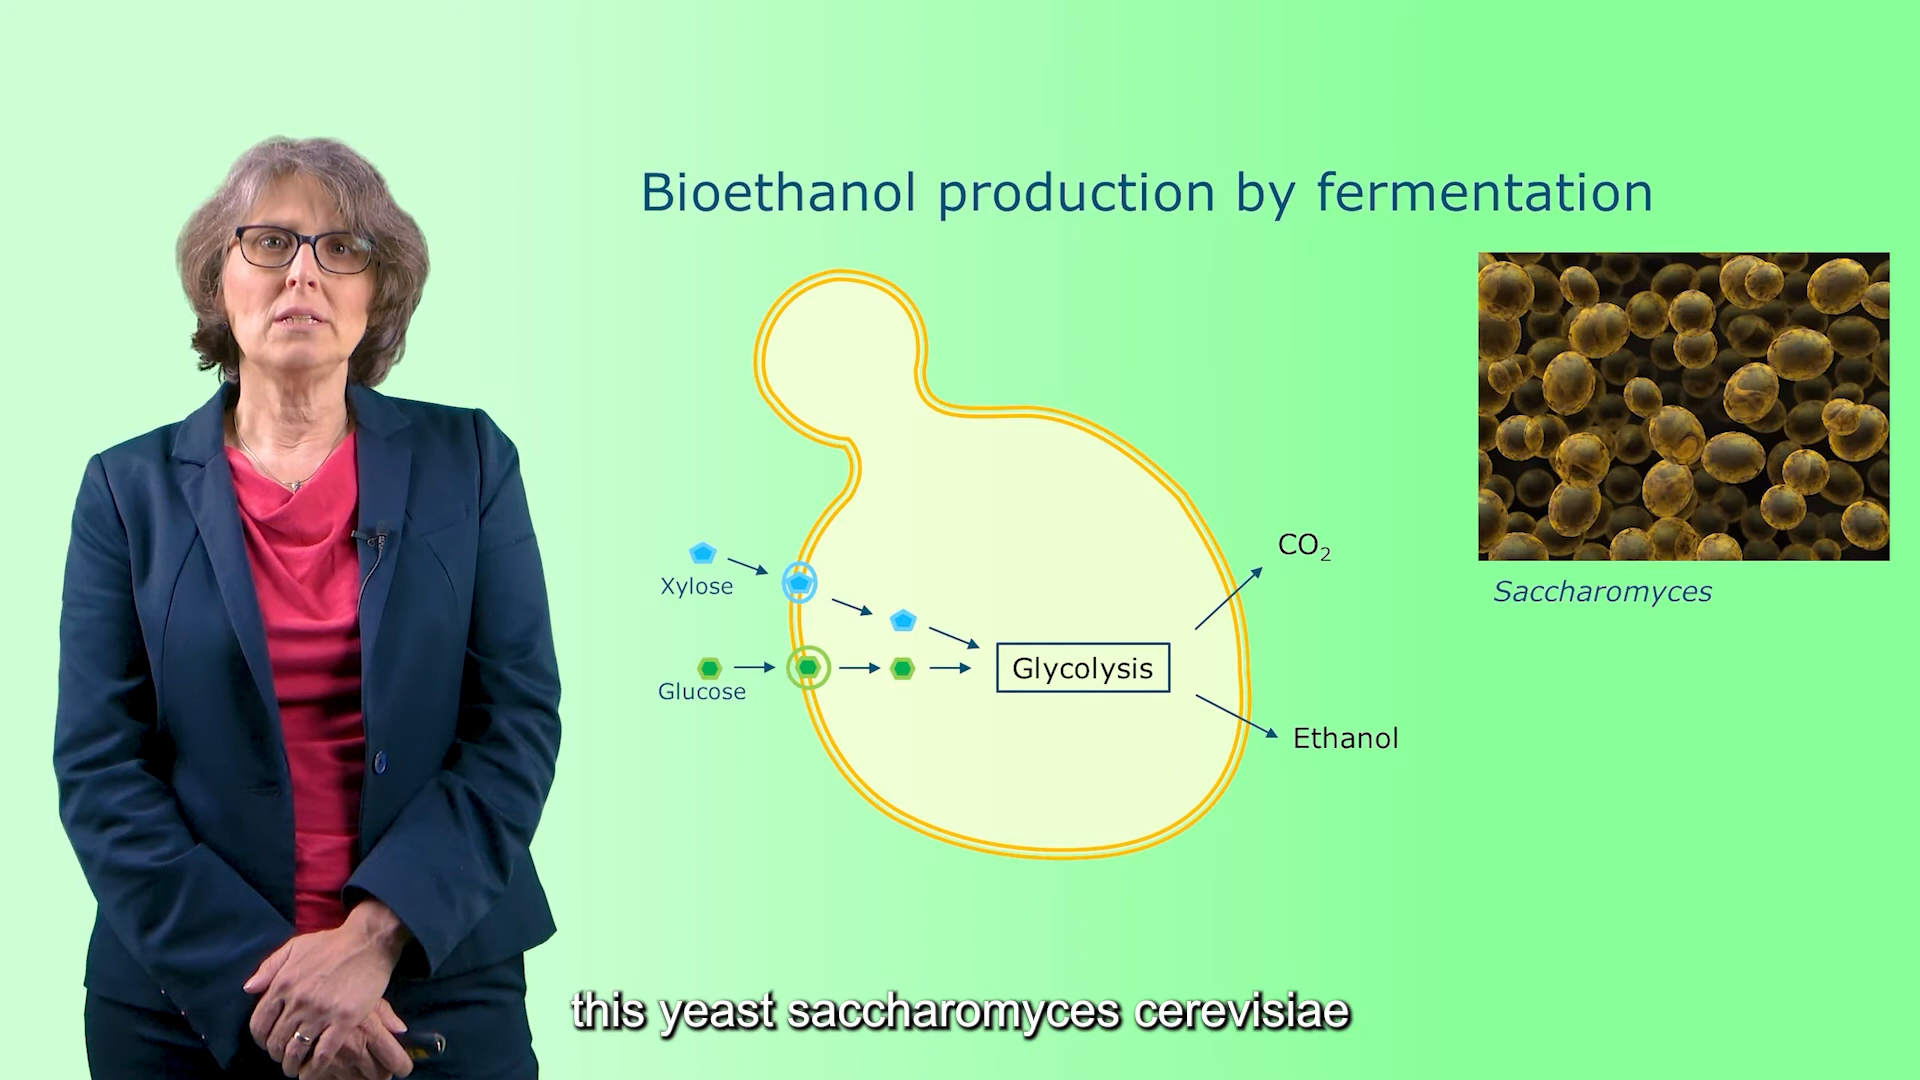 Bioethanol production by fermentation
Xylose
Glucose
Glycolysis
CO₂
Ethanol
Saccharomyces
this yeast saccharomyces cerevisiae